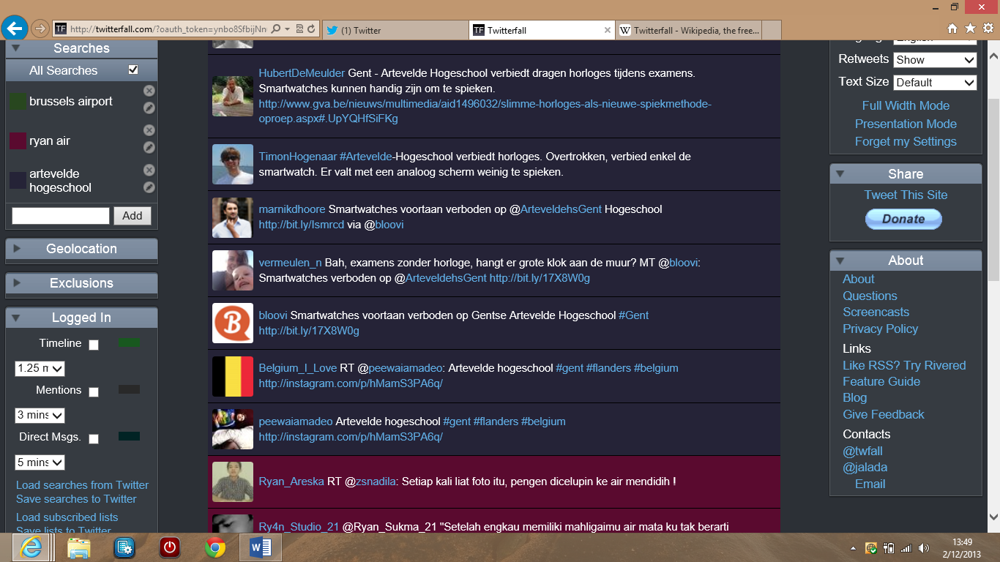 http://twitterfall.com/?oauth_token=ynbo8SfbijNn
(1) Twitter
TF Twitterfall
W Twitterfall - Wikipedia, the free...
Searches
All Searches
brussels airport
ryan air
artevelde
hogeschool
Add
Geolocation
Exclusions
Logged In
Timeline
1.25 m
Mentions
3 mins
Direct Msgs.
5 mins
Load searches from Twitter
Save searches to Twitter
Load subscribed lists
Save lists to Twitter
HubertDeMeulder Gent - Artevelde Hogeschool verbiedt dragen horloges tijdens examens.
Smartwatches kunnen handig zijn om te spieken.
http://www.gva.be/nieuws/multimedia/aid1496032/slimme-horloges-als-nieuwe-spiekmethode-
oproep.aspx#.UpYQHfSiFKg
TimonHogenaar #Artevelde-Hogeschool verbiedt horloges. Overtrokken, verbied enkel de
smartwatch. Er valt met een analoog scherm weinig te spieken.
marnikdhoore Smartwatches voortaan verboden op @ArteveldehsGent Hogeschool
http://bit.ly/Ismrcd via @bloovi
vermeulen_n Bah, examens zonder horloge, hangt er grote klok aan de muur? MT @bloovi:
Smartwatches verboden op @ArteveldehsGent http://bit.ly/17X8W0g
B
bloovi Smartwatches voortaan verboden op Gentse Artevelde Hogeschool #Gent
http://bit.ly/17X8W0g
Belgium_I_Love RT @peewaiamadeo: Artevelde hogeschool #gent #flanders #belgium
http://instagram.com/p/hMamS3PA6q/
peewaiamadeo Artevelde hogeschool #gent #flanders #belgium
http://instagram.com/p/hMamS3PA6q/
Ryan_Areska RT @zsnadila: Setiap kali liat foto itu, pengen dicelupin ke air mendidih !
Ry4n_Studio_21 @Ryan_Sukma_21 "Setelah engkau memiliki mahligaimu air mata ku tak berarti
English
Retweets Show
Text Size Default
Full Width Mode
Presentation Mode
Forget my Settings
Share
Tweet This Site
Donate
About
About
Questions
Screencasts
Privacy Policy
Links
Like RSS? Try Rivered
Feature Guide
Blog
Give Feedback
Contacts
@twfall
@jalada
Email
13:49
2/12/2013